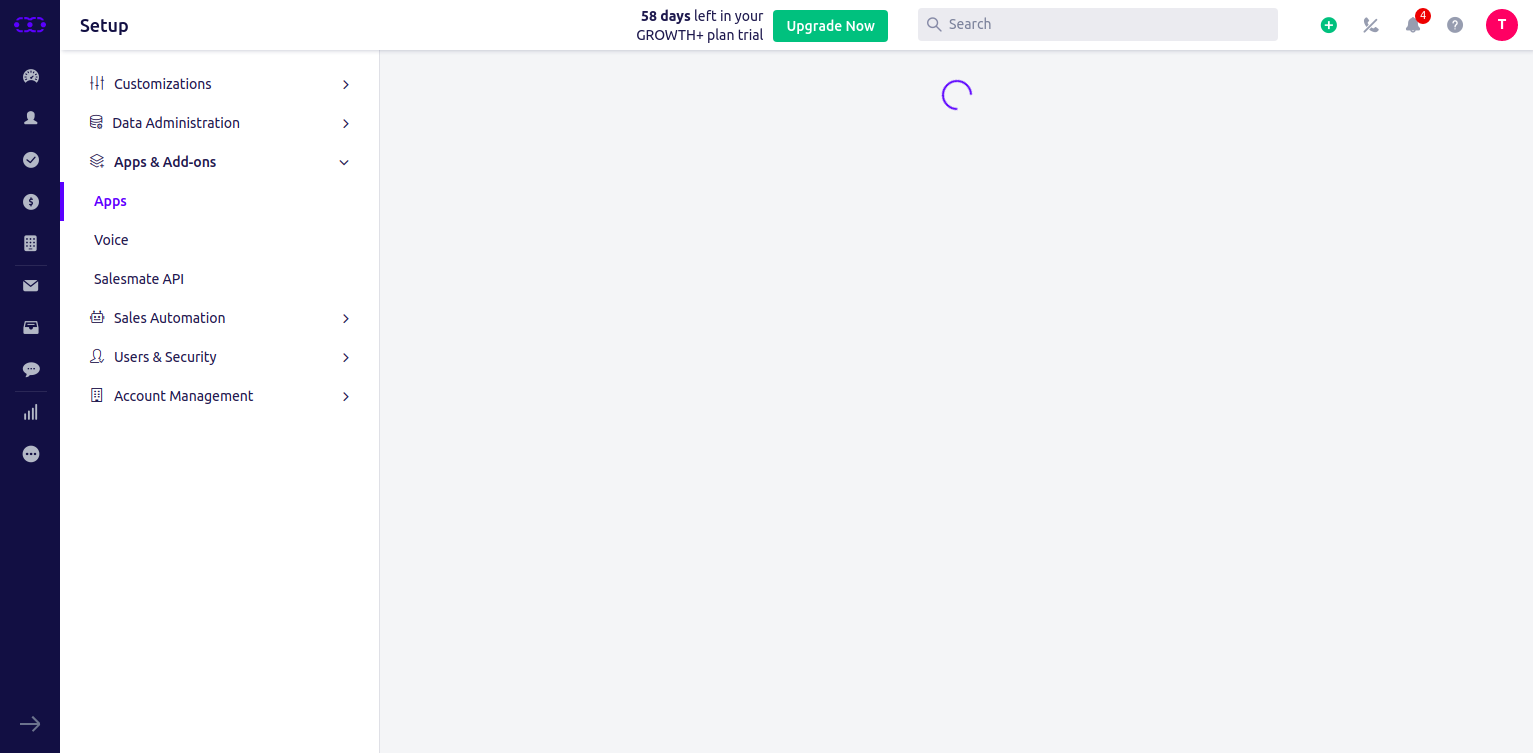 Setup
58 days left in your
GROWTH+ plan trial
Upgrade Now
Search
4
T
Customizations
Data Administration
Apps & Add-ons
Apps
Voice
Salesmate API
Sales Automation
Users & Security
Account Management